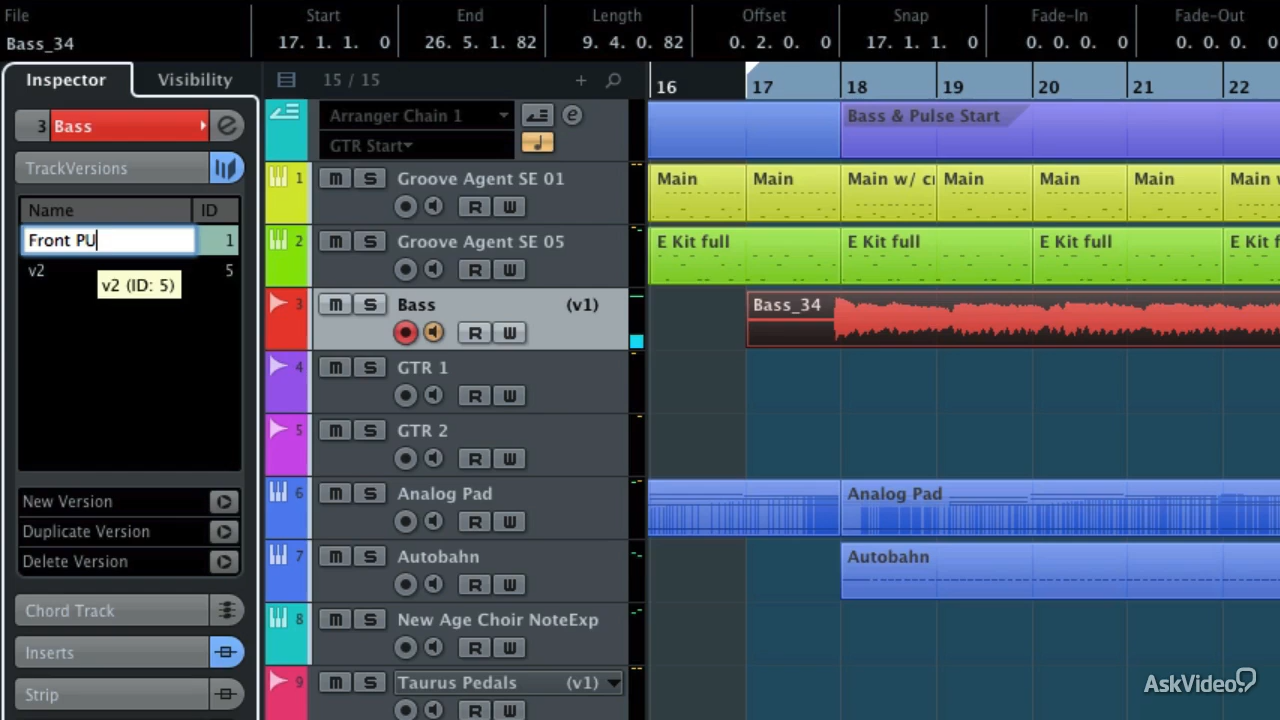 File Start End Length Offset Snap Fade-In Fade-Out
Bass_34 17. 1. 1. 0 26. 5. 1. 82 9. 4. 0. 82 0. 2. 0. 0 17. 1. 1. 0 0. 0. 0. 0 0. 0. 0. 0
Inspector Visibility 15 / 15 + 16 17 18 19 20 21 22
3 Bass e
Arranger Chain 1 e Bass & Pulse Start
GTR Start
TrackVersions
1 m S Groove Agent SE 01 Main Main Main w/ cr Main Main Main Main w
R W
Name ID
Front PU 1
2 m S Groove Agent SE 05 E Kit full E Kit full E Kit full E Kit f
R W
v2 5
v2 (ID: 5)
3 m S Bass (v1) Bass_34
R W
4 m S GTR 1
R W
5 m S GTR 2
R W
New Version
Duplicate Version
Delete Version
6 m S Analog Pad Analog Pad
R W
7 m S Autobahn Autobahn
R W
Chord Track
8 m S New Age Choir NoteExp
R W
Inserts
Strip
9 m S Taurus Pedals (v1)
R W
AskVideo